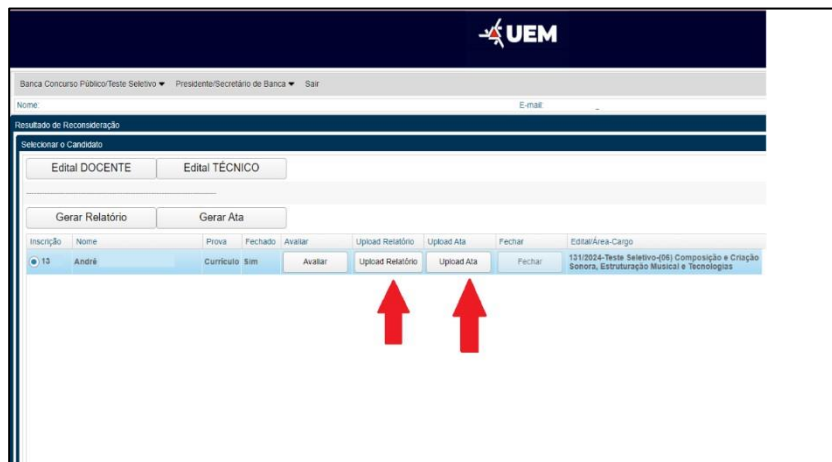 UEM
Banca Concurso Público/Teste Seletivo Presidente/Secretário de Banca Sair
Nome: E-mail: _
Resultado de Reconsideração
Selecionar o Candidato
Edital DOCENTE Edital TÉCNICO
Gerar Relatório Gerar Ata
Inscrição Nome Prova Fechado Avaliar Upload Relatório Upload Ata Fechar Edital/Área-Cargo
13 André Currículo Sim Avaliar Upload Relatório Upload Ata Fechar 131/2024-Teste Seletivo-(06) Composição e Criação
Sonora, Estruturação Musical e Tecnologias